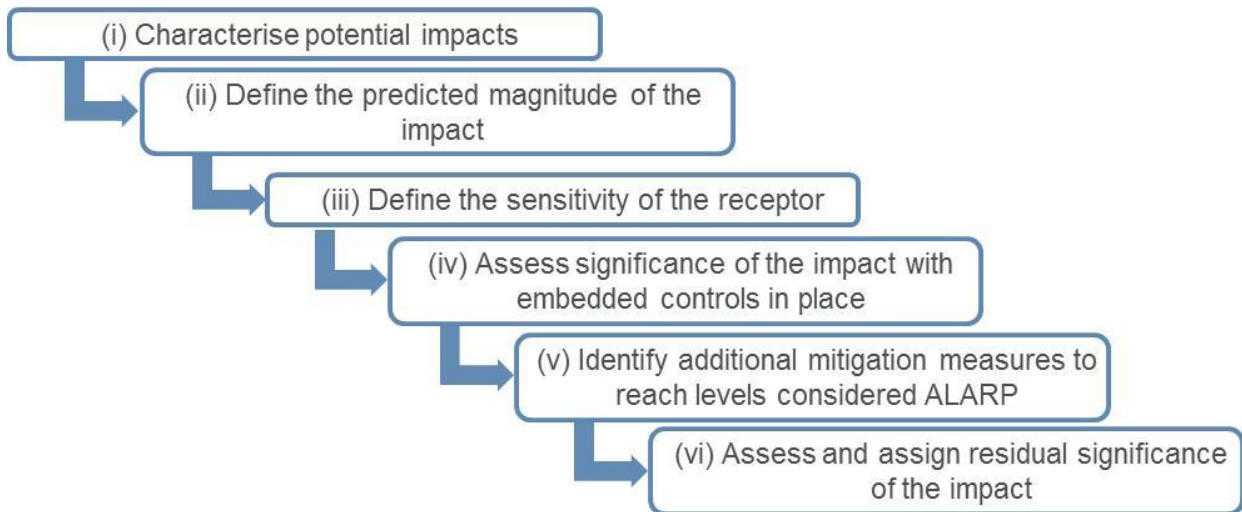 (i) Characterise potential impacts
(ii) Define the predicted magnitude of the
impact
(iii) Define the sensitivity of the receptor
(iv) Assess significance of the impact with
embedded controls in place
(v) Identify additional mitigation measures to
reach levels considered ALARP
(vi) Assess and assign residual significance
of the impact